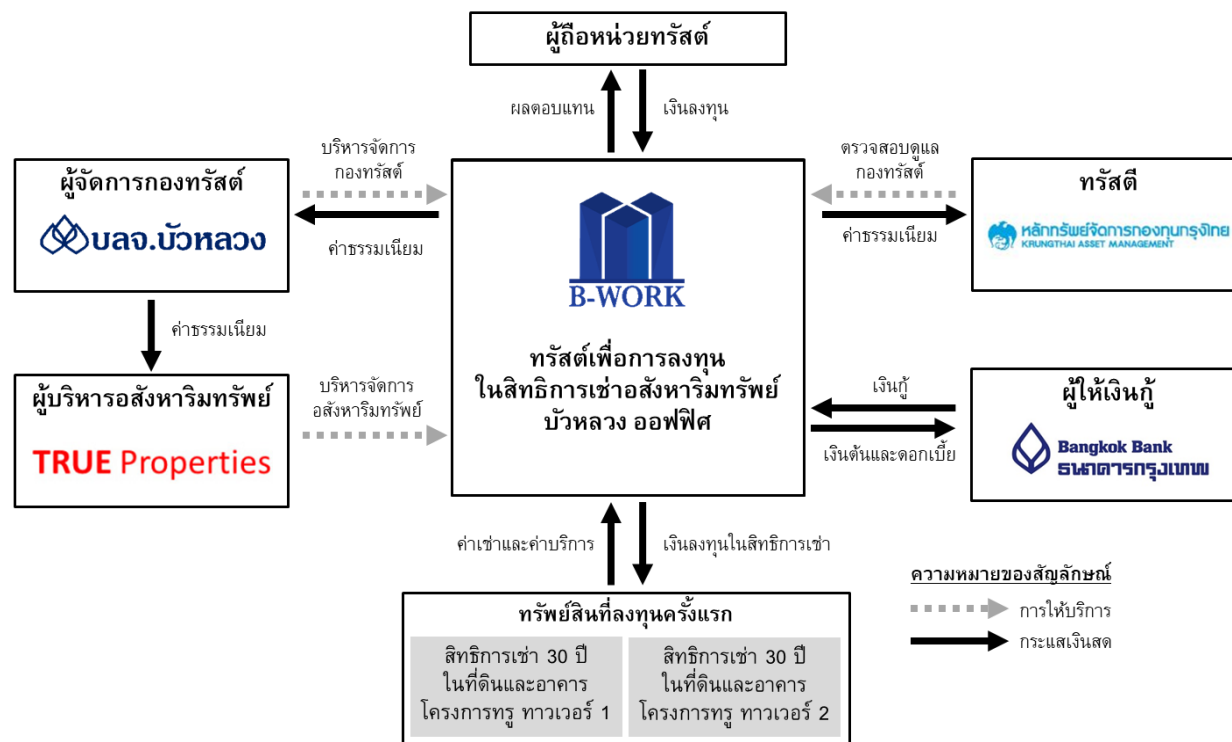 ผู้ถือหน่วยทรัสต์
ผลตอบแทน
เงินลงทุน
ผู้จัดการกองทรัสต์
บลจ.บัวหลวง
บริหารจัดการ
กองทรัสต์
ค่าธรรมเนียม
B-WORK
ทรัสต์เพื่อการลงทุน
ในสิทธิการเช่าอสังหาริมทรัพย์
บัวหลวง ออฟฟิศ
ตรวจสอบดูแล
กองทรัสต์
ค่าธรรมเนียม
ทรัสตี
หลักทรัพย์จัดการกองทุนกรุงไทย
KRUNGTHAI ASSET MANAGEMENT
ค่าธรรมเนียม
ผู้บริหารอสังหาริมทรัพย์
TRUE Properties
บริหารจัดการ
อสังหาริมทรัพย์
เงินกู้
เงินต้นและดอกเบี้ย
ผู้ให้เงินกู้
Bangkok Bank
ธนาคารกรุงเทพ
ค่าเช่าและค่าบริการ
เงินลงทุนในสิทธิการเช่า
ทรัพย์สินที่ลงทุนครั้งแรก
สิทธิการเช่า 30 ปี
ในที่ดินและอาคาร
โครงการทรู ทาวเวอร์ 1
สิทธิการเช่า 30 ปี
ในที่ดินและอาคาร
โครงการทรู ทาวเวอร์ 2
ความหมายของสัญลักษณ์
การให้บริการ
กระแสเงินสด